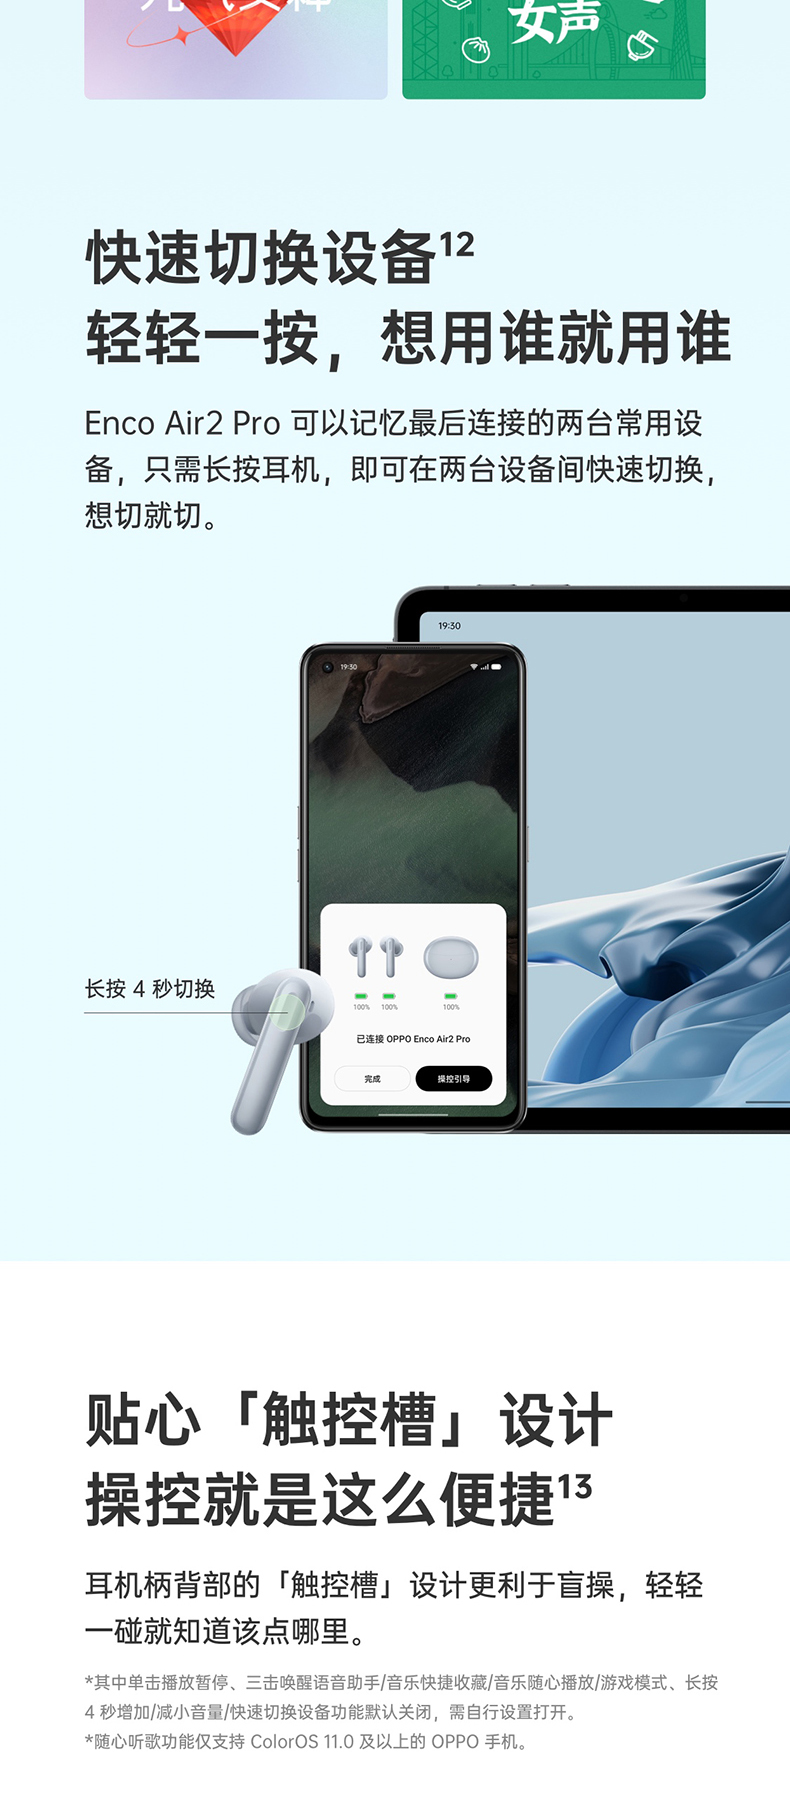 女声
快速切换设备12
轻轻一按，想用谁就用谁
Enco Air2 Pro 可以记忆最后连接的两台常用设
备，只需长按耳机，即可在两台设备间快速切换，
想切就切。
19:30
19:30
长按 4 秒切换
100% 100% 100%
已连接 OPPO Enco Air2 Pro
完成 操控引导
贴心「触控槽」设计
操控就是这么便捷13
耳机柄背部的「触控槽」设计更利于盲操，轻轻
一碰就知道该点哪里。
*其中单击播放暂停、三击唤醒语音助手/音乐快捷收藏/音乐随心播放/游戏模式、长按
4 秒增加/减小音量/快速切换设备功能默认关闭，需自行设置打开。
*随心听歌功能仅支持 ColorOS 11.0 及以上的 OPPO 手机。